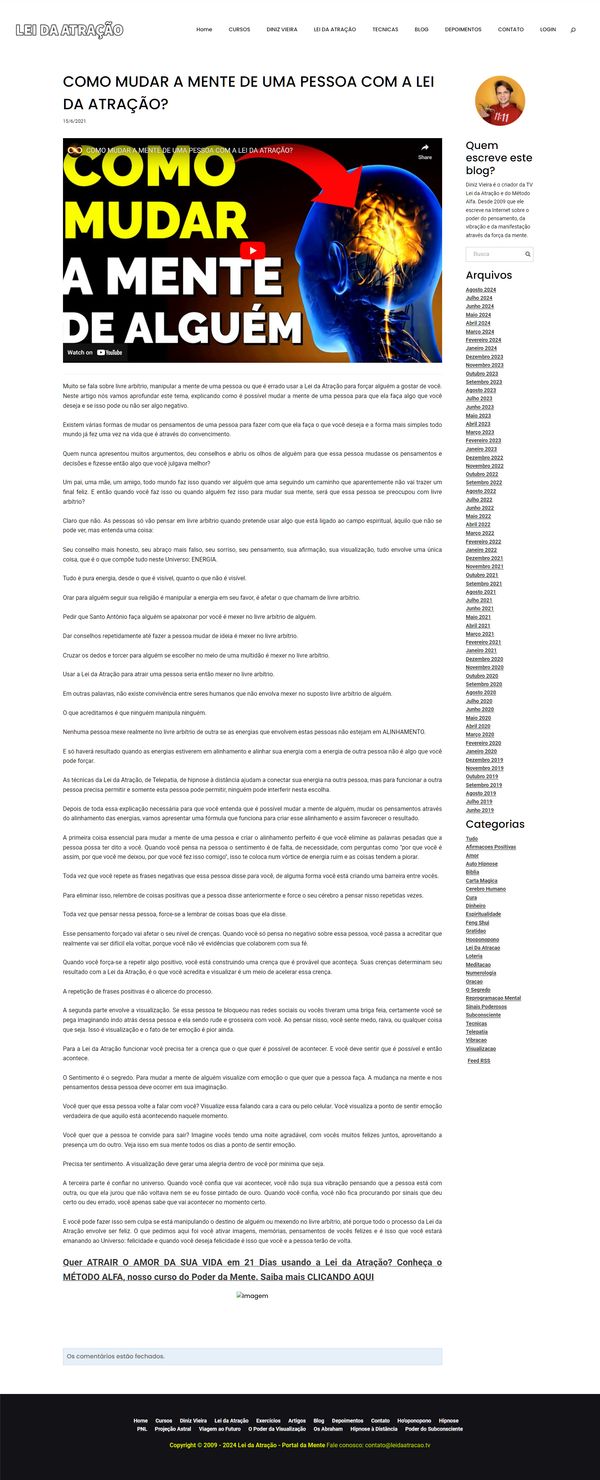 LEI DA ATRAÇÃO
Home CURSOS DINIZ VIEIRA LEI DA ATRAÇÃO TECNICAS BLOG DEPOIMENTOS CONTATO LOGIN
COMO MUDAR A MENTE DE UMA PESSOA COM A LEI
DA ATRAÇÃO?
15/6/2021
COMO MUDAR A MENTE DE UMA PESSOA COM A LEI DA ATRAÇÃO?
Share
COMO
MUDAR
A MENTE
DE ALGUÉM
Watch on YouTube
Muito se fala sobre livre arbítrio, manipular a mente de uma pessoa ou que é errado usar a Lei da Atração para forçar alguém a gostar de você.
Neste artigo nós vamos aprofundar este tema, explicando como é possível mudar a mente de uma pessoa para que ela faça algo que você
deseja e se isso pode ou não ser algo negativo.
Existem várias formas de mudar os pensamentos de uma pessoa para fazer com que ela faça o que você deseja e a forma mais simples todo
mundo já fez uma vez na vida que é através do convencimento.
Quem nunca apresentou muitos argumentos, deu conselhos e abriu os olhos de alguém para que essa pessoa mudasse os pensamentos e
decisões e fizesse então algo que você julgava melhor?
Um pai, uma mãe, um amigo, todo mundo faz isso quando ver alguém que ama seguindo um caminho que aparentemente não vai trazer um
final feliz. E então quando você faz isso ou quando alguém fez isso para mudar sua mente, será que essa pessoa se preocupou com livre
arbítrio?
Claro que não. As pessoas só vão pensar em livre arbítrio quando pretende usar algo que está ligado ao campo espiritual, àquilo que não se
pode ver, mas entenda uma coisa:
Seu conselho mais honesto, seu abraço mais falso, seu sorriso, seu pensamento, sua afirmação, sua visualização, tudo envolve uma única
coisa, que é o que compõe tudo neste Universo: ENERGIA.
Tudo é pura energia, desde o que é visível, quanto o que não é visível.
Orar para alguém seguir sua religião é manipular a energia em seu favor, é afetar o que chamam de livre arbítrio.
Pedir que Santo Antônio faça alguém se apaixonar por você é mexer no livre arbítrio de alguém.
Dar conselhos repetidamente até fazer a pessoa mudar de ideia é mexer no livre arbítrio.
Cruzar os dedos e torcer para alguém se escolher no meio de uma multidão é mexer no livre arbítrio.
Usar a Lei da Atração para atrair uma pessoa seria então mexer no livre arbítrio.
Em outras palavras, não existe convivência entre seres humanos que não envolva mexer no suposto livre arbítrio de alguém.
O que acreditamos é que ninguém manipula ninguém.
Nenhuma pessoa mexe realmente no livre arbítrio de outra se as energias que envolvem estas pessoas não estejam em ALINHAMENTO.
E só haverá resultado quando as energias estiverem em alinhamento e alinhar sua energia com a energia de outra pessoa não é algo que você
pode forçar.
As técnicas da Lei da Atração, de Telepatia, de hipnose à distância ajudam a conectar sua energia na outra pessoa, mas para funcionar a outra
pessoa precisa permitir e somente esta pessoa pode permitir, ninguém pode interferir nesta escolha.
Depois de toda essa explicação necessária para que você entenda que é possível mudar a mente de alguém, mudar os pensamentos através
do alinhamento das energias, vamos apresentar uma fórmula que funciona para criar esse alinhamento e assim favorecer o resultado.
A primeira coisa essencial para mudar a mente de uma pessoa e criar o alinhamento perfeito é que você elimine as palavras pesadas que a
pessoa possa ter dito a você. Quando você pensa na pessoa o sentimento é de falta, de necessidade, com perguntas como "por que você é
assim, por que você me deixou, por que você fez isso comigo", isso te coloca num vórtice de energia ruim e as coisas tendem a piorar.
Toda vez que você repete as frases negativas que essa pessoa disse para você, de alguma forma você está criando uma barreira entre vocês.
Para eliminar isso, relembre de coisas positivas que a pessoa disse anteriormente e force o seu cérebro a pensar nisso repetidas vezes.
Toda vez que pensar nessa pessoa, force-se a lembrar de coisas boas que ela disse.
Esse pensamento forçado vai afetar o seu nível de crenças. Quando você só pensa no negativo sobre essa pessoa, você passa a acreditar que
realmente vai ser difícil ela voltar, porque você não vê evidências que colaborem com sua fé.
Quando você força-se a repetir algo positivo, você está construindo uma crença que é provável que aconteça. Suas crenças determinam seu
resultado com a Lei da Atração, é o que você acredita e visualizar é um meio de acelerar essa crença.
A repetição de frases positivas é o alicerce do processo.
A segunda parte envolve a visualização. Se essa pessoa te bloqueou nas redes sociais ou vocês tiveram uma briga feia, certamente você se
pega imaginando indo atrás dessa pessoa e ela sendo rude e grosseira com você. Ao pensar nisso, você sente medo, raiva, ou qualquer coisa
que seja. Isso é visualização e o fato de ter emoção é pior ainda.
Para a Lei da Atração funcionar você precisa ter a crença que o que quer é possível de acontecer. E você deve sentir que é possível e então
acontece.
O Sentimento é o segredo. Para mudar a mente de alguém visualize com emoção o que quer que a pessoa faça. A mudança na mente e nos
pensamentos dessa pessoa deve ocorrer em sua imaginação.
Você quer que essa pessoa volte a falar com você? Visualize essa falando cara a cara ou pelo celular. Você visualiza a ponto de sentir emoção
verdadeira de que aquilo está acontecendo naquele momento.
Você quer que a pessoa te convide para sair? Imagine vocês tendo uma noite agradável, com vocês muitos felizes juntos, aproveitando a
presença um do outro. Veja isso em sua mente todos os dias a ponto de sentir emoção.
Precisa ter sentimento. A visualização deve gerar uma alegria dentro de você por mínima que seja.
A terceira parte é confiar no universo. Quando você confia que vai acontecer, você não suja sua vibração pensando que a pessoa está com
outra, ou que ela jurou que não voltava nem se eu fosse pintado de ouro. Quando você confia, você não fica procurando por sinais que deu
certo ou deu errado, você apenas sabe que vai acontecer no momento certo.
E você pode fazer isso sem culpa se está manipulando o destino de alguém ou mexendo no livre arbítrio, até porque todo o processo da Lei da
Atração envolve ser feliz. O que pedimos aqui foi você ativar imagens, memórias, pensamentos de vocês felizes e é isso que você estará
emanando ao Universo: felicidade e quando você deseja felicidade é isso que você e a pessoa terão de volta.
Quer ATRAIR O AMOR DA SUA VIDA em 21 Dias usando a Lei da Atração? Conheça o
MÉTODO ALFA, nosso curso do Poder da Mente. Saiba mais CLICANDO AQUI
Imagem
Os comentários estão fechados.
11:11
Quem
escreve este
blog?
Diniz Vieira é o criador da TV
Lei da Atração e do Método
Alfa. Desde 2009 que ele
escreve na Internet sobre o
poder do pensamento, da
vibração e da manifestação
através da força da mente.
Busca
Arquivos
Agosto 2024
Julho 2024
Junho 2024
Maio 2024
Abril 2024
Março 2024
Fevereiro 2024
Janeiro 2024
Dezembro 2023
Novembro 2023
Outubro 2023
Setembro 2023
Agosto 2023
Julho 2023
Junho 2023
Maio 2023
Abril 2023
Março 2023
Fevereiro 2023
Janeiro 2023
Dezembro 2022
Novembro 2022
Outubro 2022
Setembro 2022
Agosto 2022
Julho 2022
Junho 2022
Maio 2022
Abril 2022
Março 2022
Fevereiro 2022
Janeiro 2022
Dezembro 2021
Novembro 2021
Outubro 2021
Setembro 2021
Agosto 2021
Julho 2021
Junho 2021
Maio 2021
Abril 2021
Março 2021
Fevereiro 2021
Janeiro 2021
Dezembro 2020
Novembro 2020
Outubro 2020
Setembro 2020
Agosto 2020
Julho 2020
Junho 2020
Maio 2020
Abril 2020
Março 2020
Fevereiro 2020
Janeiro 2020
Dezembro 2019
Novembro 2019
Outubro 2019
Setembro 2019
Agosto 2019
Julho 2019
Junho 2019
Categorias
Tudo
Afirmacoes Positivas
Amor
Auto Hipnose
Biblia
Carta Magica
Cerebro Humano
Cura
Dinheiro
Espiritualidade
Feng Shui
Gratidao
Hooponopono
Lei Da Atracao
Loteria
Meditacao
Numerologia
Oracao
O Segredo
Reprogramacao Mental
Sinais Poderosos
Subconsciente
Tecnicas
Telepatia
Vibracao
Visualizacao
Feed RSS
Home Cursos Diniz Vieira Lei da Atração Exercícios Artigos Blog Depoimentos Contato Ho'oponopono Hipnose
PNL Projeção Astral Viagem ao Futuro O Poder da Visualização Os Abraham Hipnose à Distância Poder do Subconsciente
Copyright © 2009 - 2024 Lei da Atração - Portal da Mente Fale conosco: contato@leidaatracao.tv